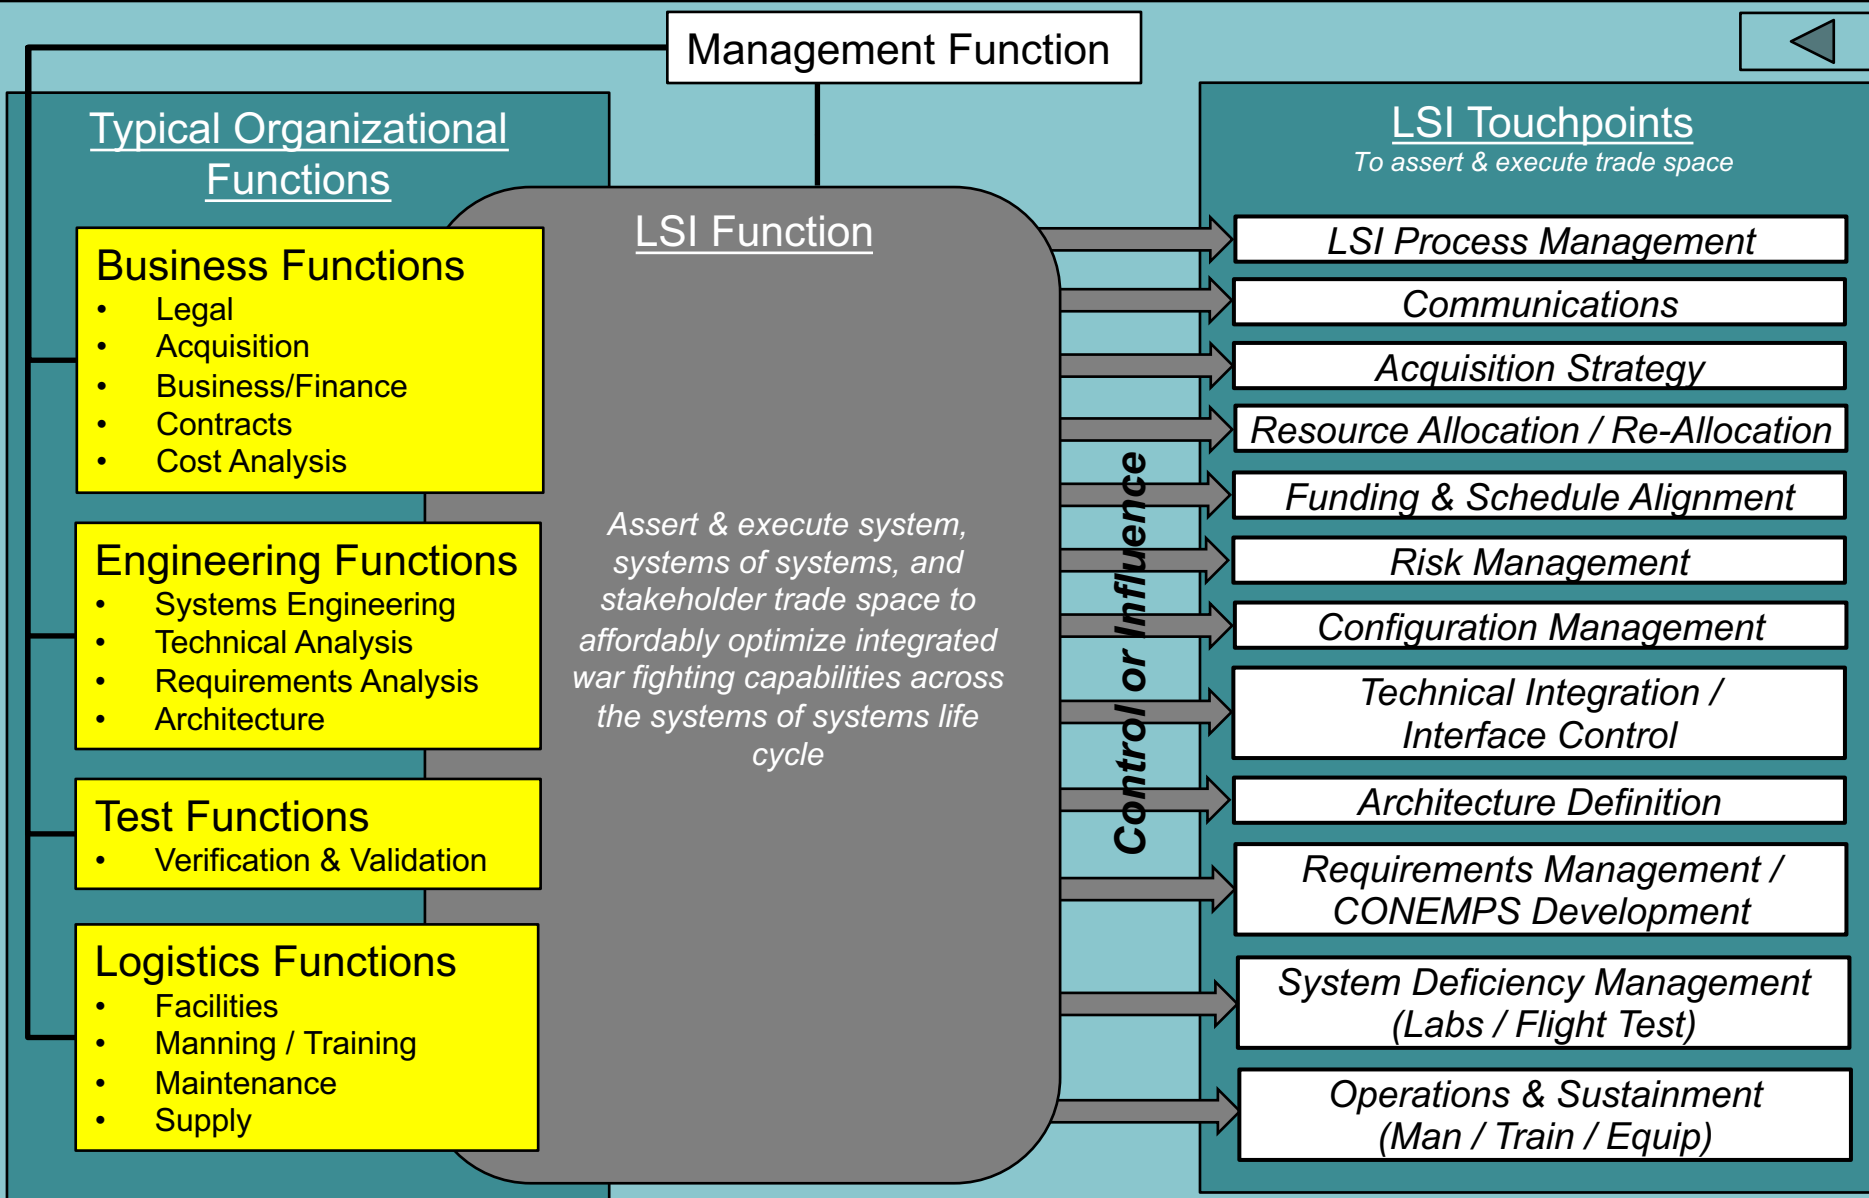 Management Function
Typical Organizational
Functions
Business Functions
• Legal
• Acquisition
• Business/Finance
• Contracts
• Cost Analysis
Engineering Functions
• Systems Engineering
• Technical Analysis
• Requirements Analysis
• Architecture
Test Functions
• Verification & Validation
Logistics Functions
• Facilities
• Manning / Training
• Maintenance
• Supply
LSI Function
Assert & execute system,
systems of systems, and
stakeholder trade space to
affordably optimize integrated
war fighting capabilities across
the systems of systems life
cycle
Control or Influence
LSI Touchpoints
To assert & execute trade space
LSI Process Management
Communications
Acquisition Strategy
Resource Allocation / Re-Allocation
Funding & Schedule Alignment
Risk Management
Configuration Management
Technical Integration /
Interface Control
Architecture Definition
Requirements Management /
CONEMPS Development
System Deficiency Management
(Labs / Flight Test)
Operations & Sustainment
(Man / Train / Equip)